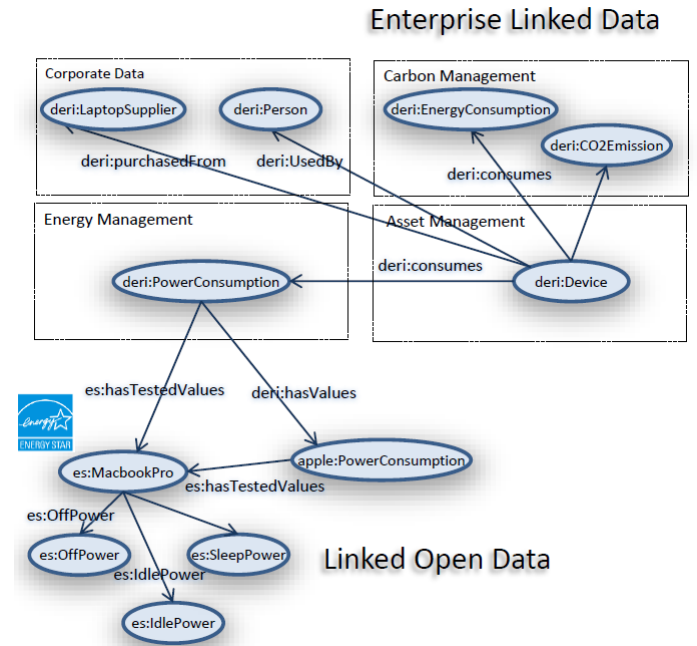 Enterprise Linked Data
Corporate Data
Carbon Management
deri:LaptopSupplier
deri:Person
deri:EnergyConsumption
deri:CO2Emission
deri:purchasedFrom
deri:UsedBy
deri:consumes
Energy Management
Asset Management
deri:consumes
deri:PowerConsumption
deri:Device
es:hasTestedValues
deri:hasValues
energy
ENERGY STAR
es:MacbookPro
apple:PowerConsumption
es:hasTestedValues
es:OffPower
es:OffPower
es:SleepPower
Linked Open Data
es:IdlePower
es:IdlePower